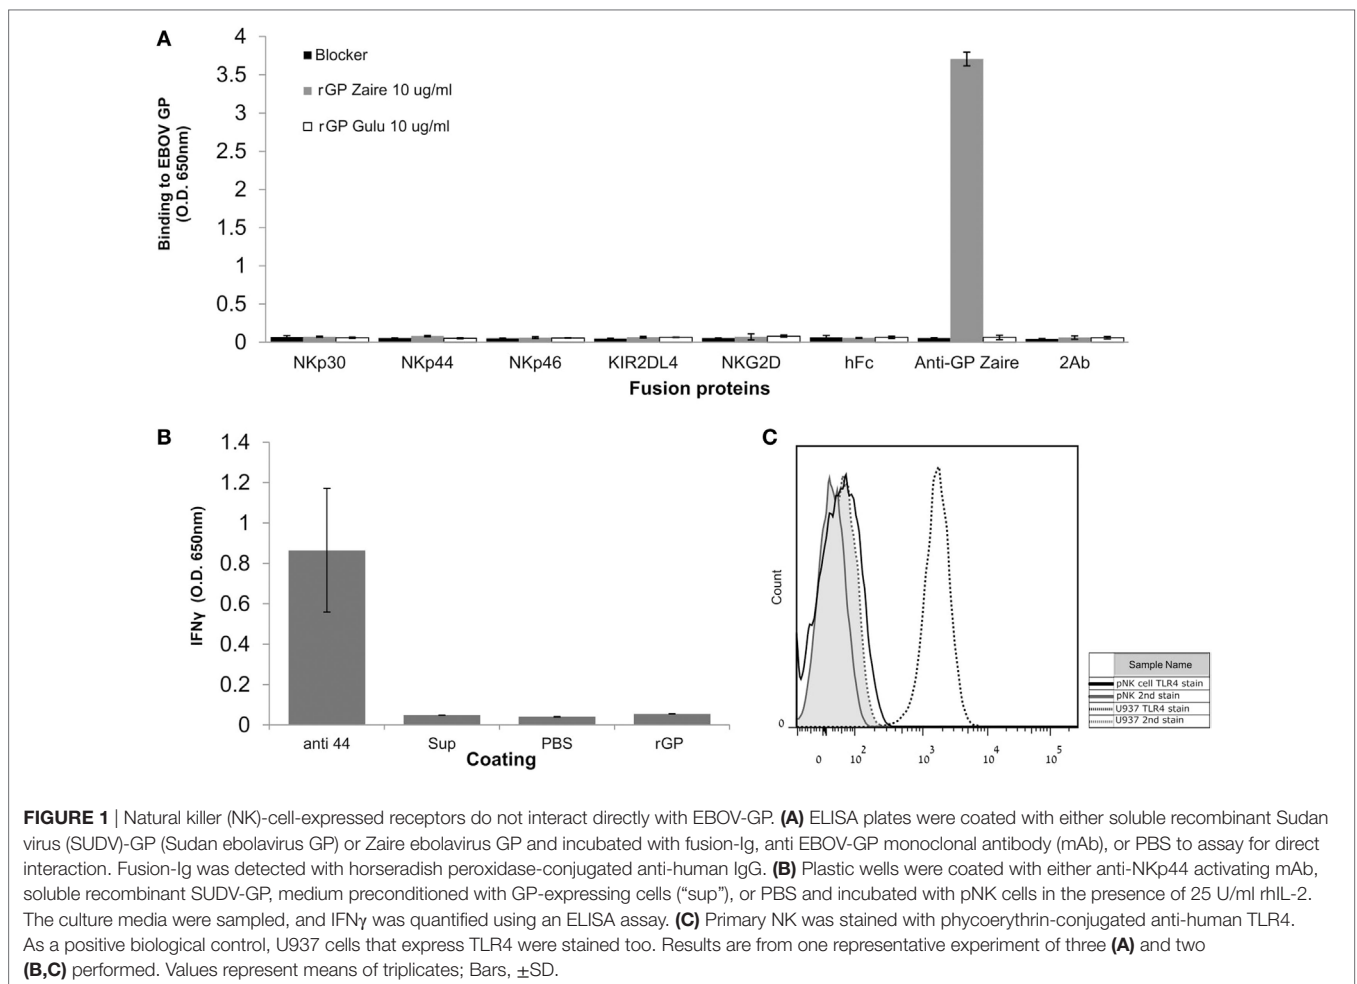 A
Binding to EBOV GP
(O.D. 650nm)
4
3.5
3
2.5
2
1.5
1
0.5
0
Blocker
rGP Zaire 10 ug/ml
rGP Gulu 10 ug/ml
NKp30 NKp44 NKp46 KIR2DL4 NKG2D hFc Anti-GP Zaire 2Ab
Fusion proteins
B
IFNγ (O.D. 650nm)
1.4
1.2
1
0.8
0.6
0.4
0.2
0
anti 44 Sup PBS rGP
Coating
C
Count
0
0 10^2 10^3 10^4 10^5
Sample Name
pNK cell TLR4 stain
pNK 2nd stain
U937 TLR4 stain
U937 2nd stain
FIGURE 1 | Natural killer (NK)-cell-expressed receptors do not interact directly with EBOV-GP. (A) ELISA plates were coated with either soluble recombinant Sudan
virus (SUDV)-GP (Sudan ebolavirus GP) or Zaire ebolavirus GP and incubated with fusion-Ig, anti EBOV-GP monoclonal antibody (mAb), or PBS to assay for direct
interaction. Fusion-Ig was detected with horseradish peroxidase-conjugated anti-human IgG. (B) Plastic wells were coated with either anti-NKp44 activating mAb,
soluble recombinant SUDV-GP, medium preconditioned with GP-expressing cells (“sup”), or PBS and incubated with pNK cells in the presence of 25 U/ml rhIL-2.
The culture media were sampled, and IFNγ was quantified using an ELISA assay. (C) Primary NK was stained with phycoerythrin-conjugated anti-human TLR4.
As a positive biological control, U937 cells that express TLR4 were stained too. Results are from one representative experiment of three (A) and two
(B,C) performed. Values represent means of triplicates; Bars, ±SD.